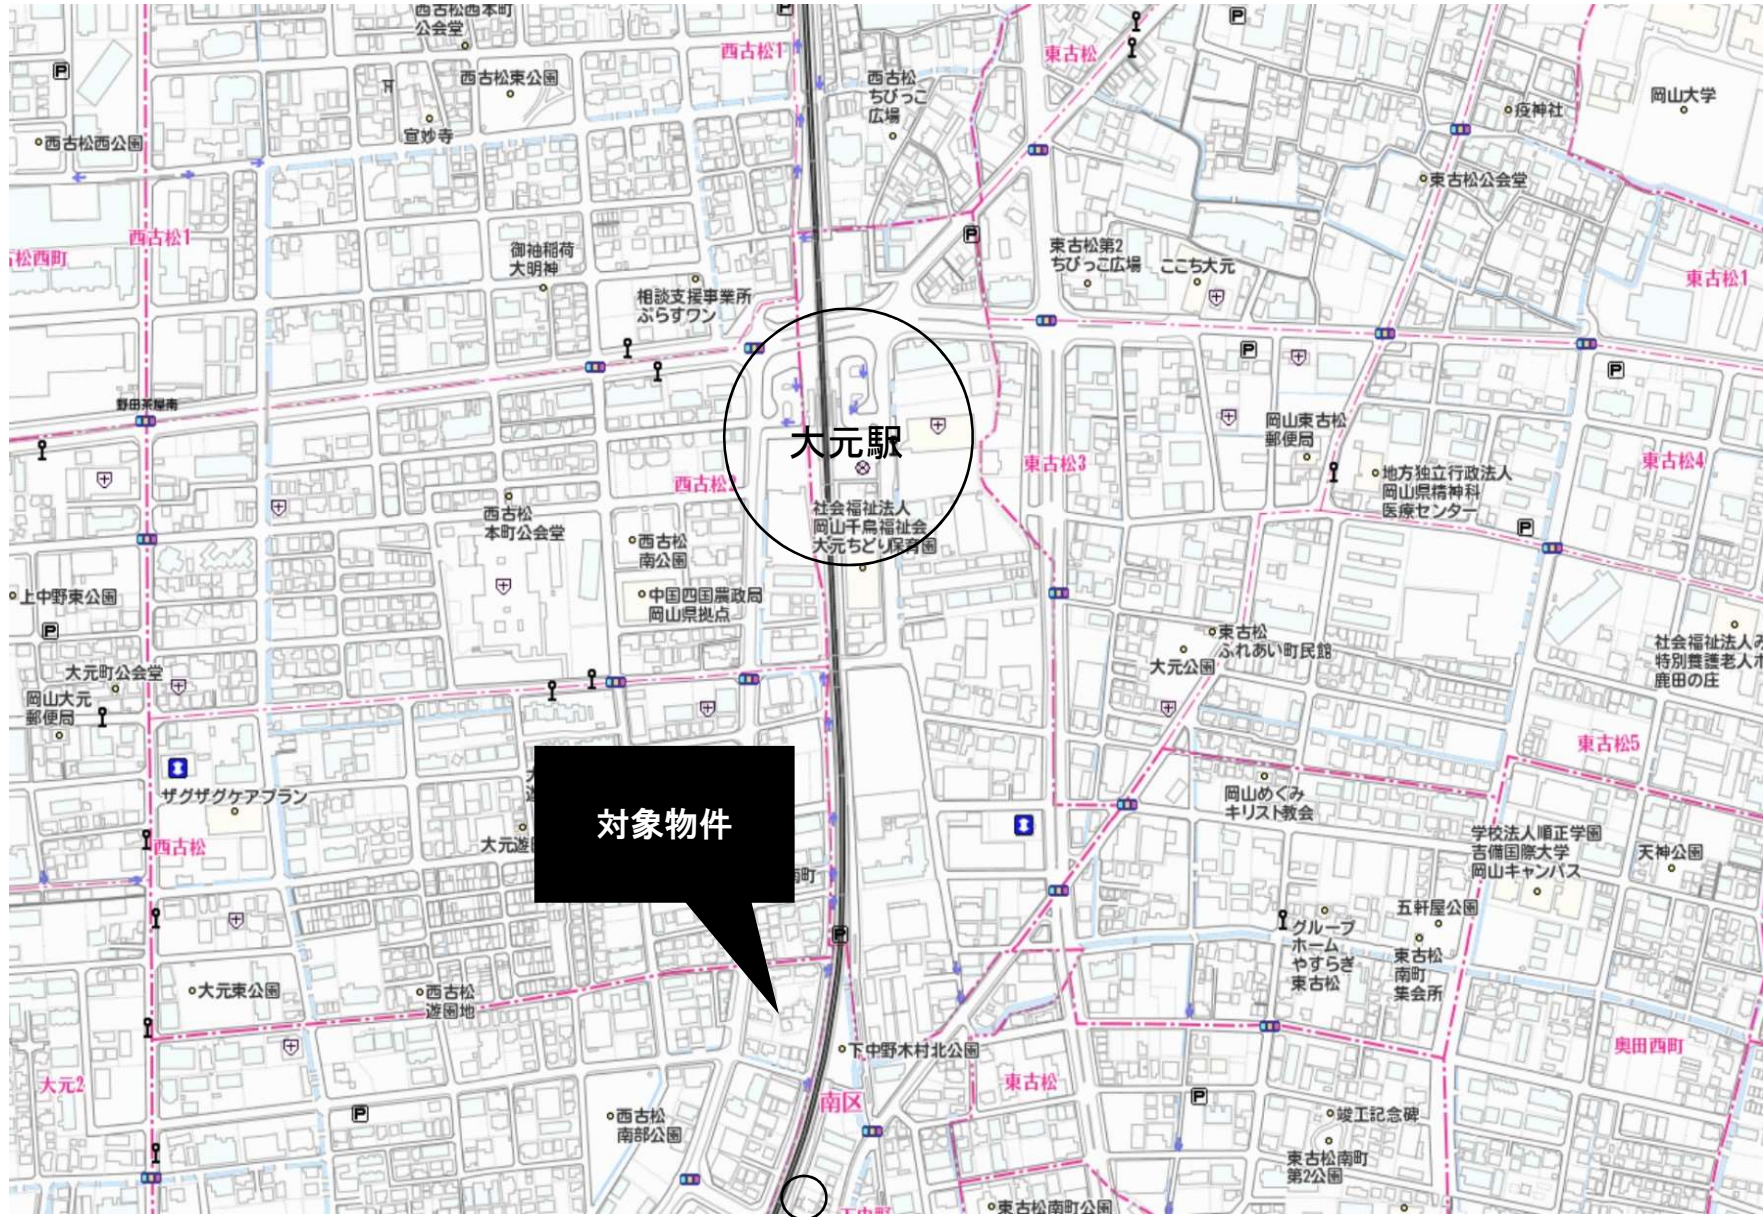 西古松西本町
公会堂
西古松東公園
西古松1
東古松
西古松
ちびっこ
広場
岡山大学
疫神社
宣妙寺
西古松西公園
東古松公会堂
西古松1
松西町
御袖稲荷
大明神
東古松第2
ちびっこ広場
ここち大元
東古松1
相談支援事業所
ぷらすワン
野田茶屋南
大元駅
岡山東古松
郵便局
東古松3
東古松4
西古松2
地方独立行政法人
岡山県精神科
医療センター
西古松
本町公会堂
社会福祉法人
岡山千鳥福祉会
大元ちどり保育園
西古松
南公園
上中野東公園
中国四国農政局
岡山県拠点
東古松
ふれあい町民館
大元公園
社会福祉法人
特別養護老人
鹿田の庄
大元町公会堂
岡山大元
郵便局
東古松5
ザグザグケアプラン
岡山めぐみ
キリスト教会
対象物件
西古松
大元遊
南町
学校法人順正学園
吉備国際大学
岡山キャンパス
天神公園
五軒屋公園
グループ
ホーム
やすらぎ
東古松
東古松
南町
集会所
大元東公園
西古松
遊園地
下中野木村北公園
奥田西町
大元2
東古松
南区
西古松
南部公園
竣工記念碑
東古松南町
第2公園
東古松南町公園
下中野
P
P
P
P
P
P
P
P
P
P
P